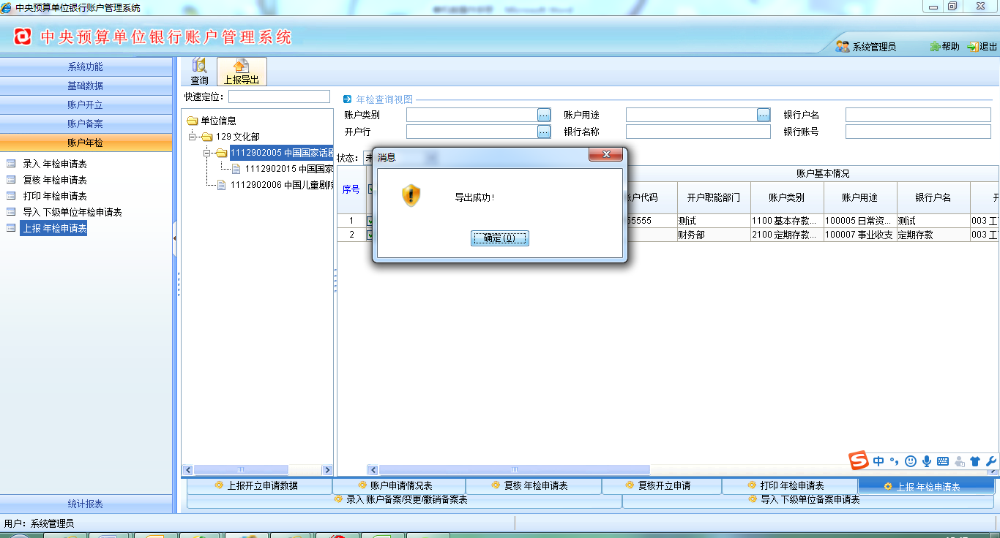 中央预算单位银行账户管理系统
中央预算单位银行账户管理系统
系统管理员 帮助 退出
系统功能
基础数据
账户开立
账户备案
账户年检
录入 年检申请表
复核 年检申请表
打印 年检申请表
导入 下级单位年检申请表
上报 年检申请表
统计报表
查询 上报导出
快速定位:
单位信息
129 文化部
1112902005 中国国家话剧
1112902015 中国国家
1112902006 中国儿童剧院
年检查询视图
账户类别 账户用途 银行户名
开户行 银行名称 银行账号
状态:
消息
导出成功!
确定(O)
账户基本情况
序号 账户代码 开户职能部门 账户类别 账户用途 银行户名
1 55555 测试 1100 基本存款... 100005 日常资... 测试 003 工
2 财务部 2100 定期存款... 100007 事业收支 定期存款 003 工
中
上报开立申请数据 账户申请情况表 复核 年检申请表 复核开立申请 打印 年检申请表 上报 年检申请表
录入 账户备案/变更/撤销备案表 导入 下级单位备案申请表
用户: 系统管理员